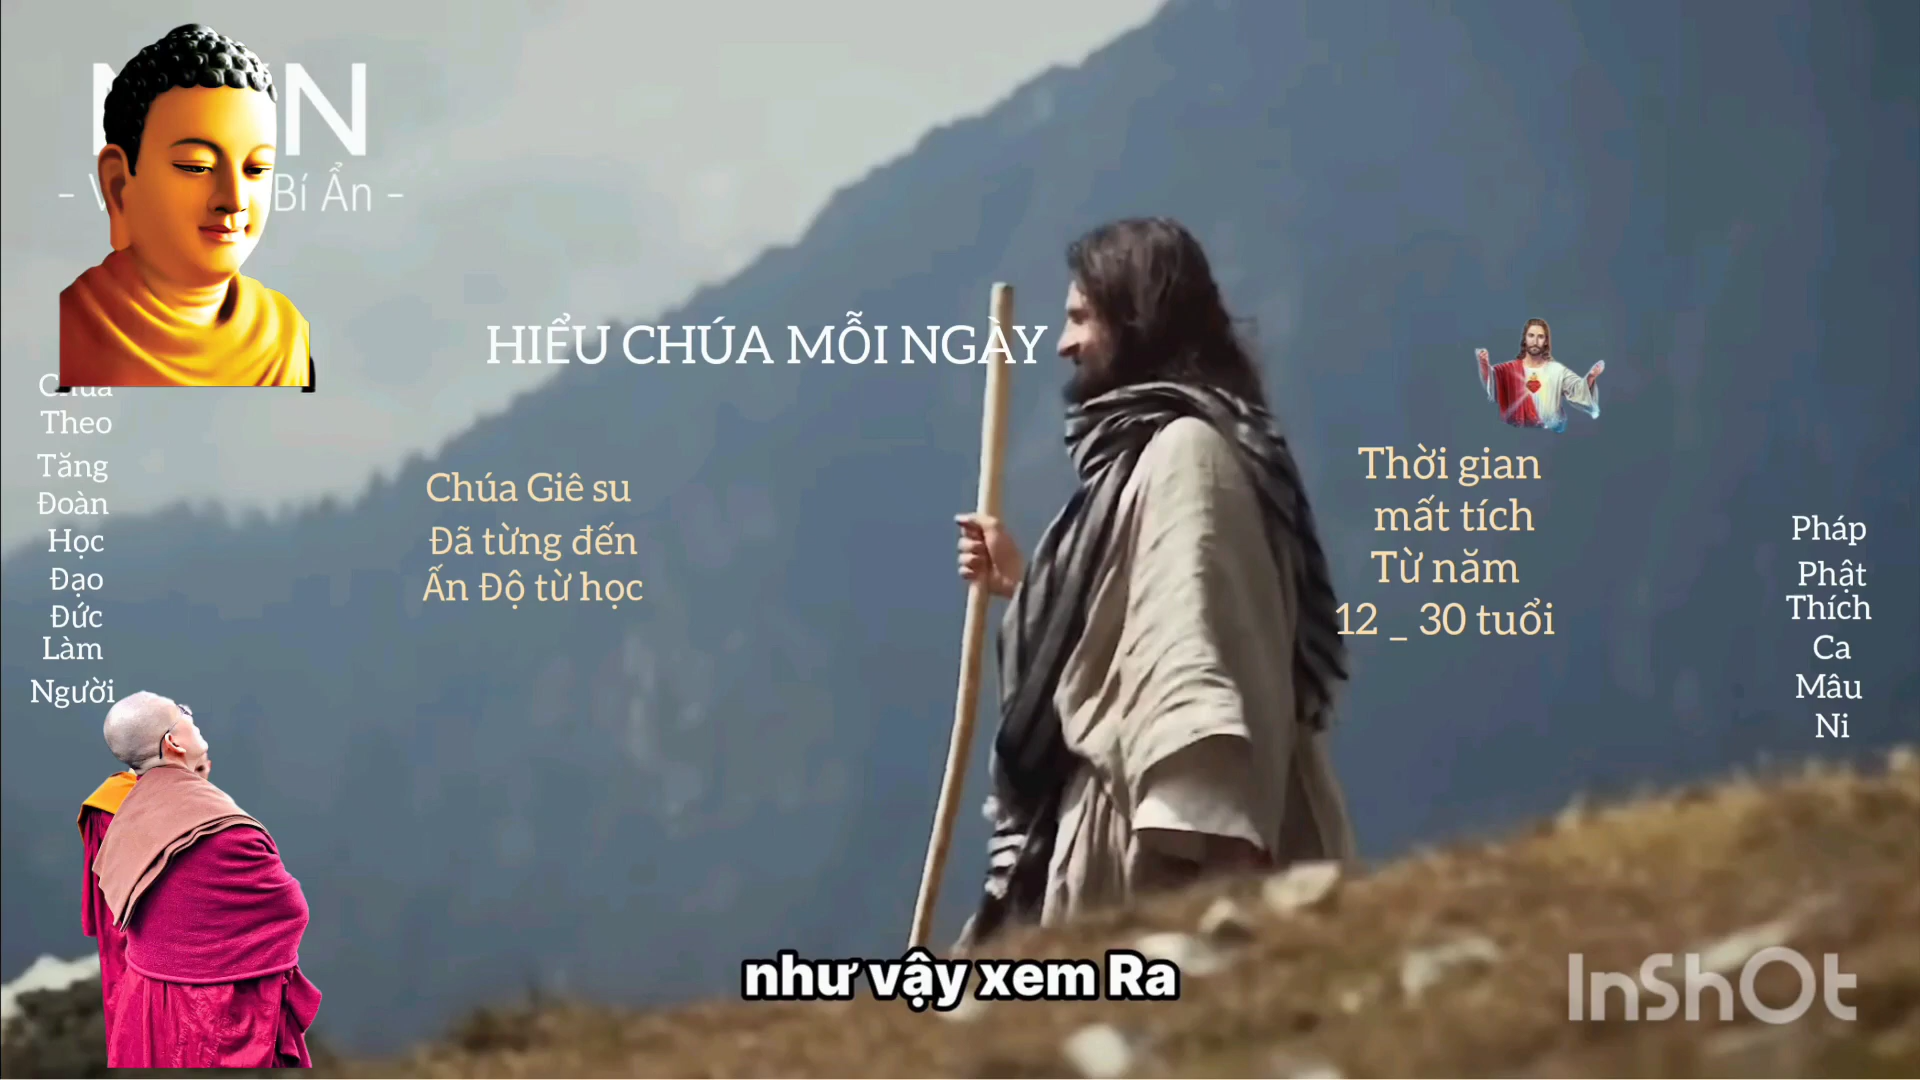 N
Bí Ẩn -
HIỂU CHÚA MỖI NGÀY
Chúa
Theo
Tăng
Đoàn
Học
Đạo
Đức
Làm
Người
Chúa Giê su
Đã từng đến
Ấn Độ từ học
Thời gian
mất tích
Từ năm
12 _ 30 tuổi
Pháp
Phật
Thích
Ca
Mâu
Ni
như vậy xem Ra
InShOt